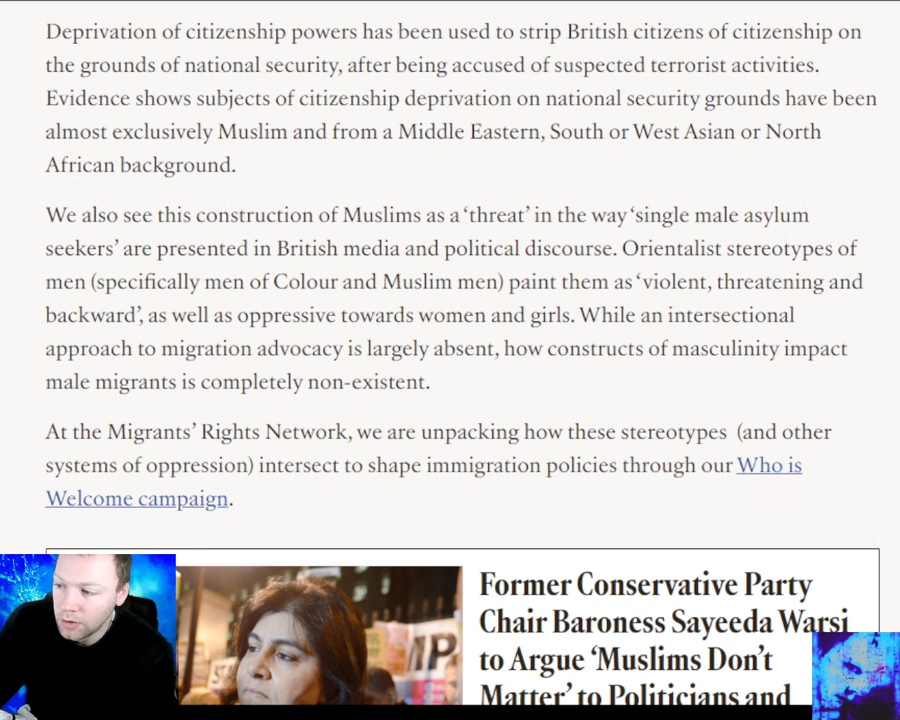 Deprivation of citizenship powers has been used to strip British citizens of citizenship on
the grounds of national security, after being accused of suspected terrorist activities.
Evidence shows subjects of citizenship deprivation on national security grounds have been
almost exclusively Muslim and from a Middle Eastern, South or West Asian or North
African background.
We also see this construction of Muslims as a ‘threat’ in the way ‘single male asylum
seekers’ are presented in British media and political discourse. Orientalist stereotypes of
men (specifically men of Colour and Muslim men) paint them as ‘violent, threatening and
backward’, as well as oppressive towards women and girls. While an intersectional
approach to migration advocacy is largely absent, how constructs of masculinity impact
male migrants is completely non-existent.
At the Migrants’ Rights Network, we are unpacking how these stereotypes (and other
systems of oppression) intersect to shape immigration policies through our Who is
Welcome campaign.
Former Conservative Party
Chair Baroness Sayeeda Warsi
to Argue ‘Muslims Don’t
Matter’ to Politicians and